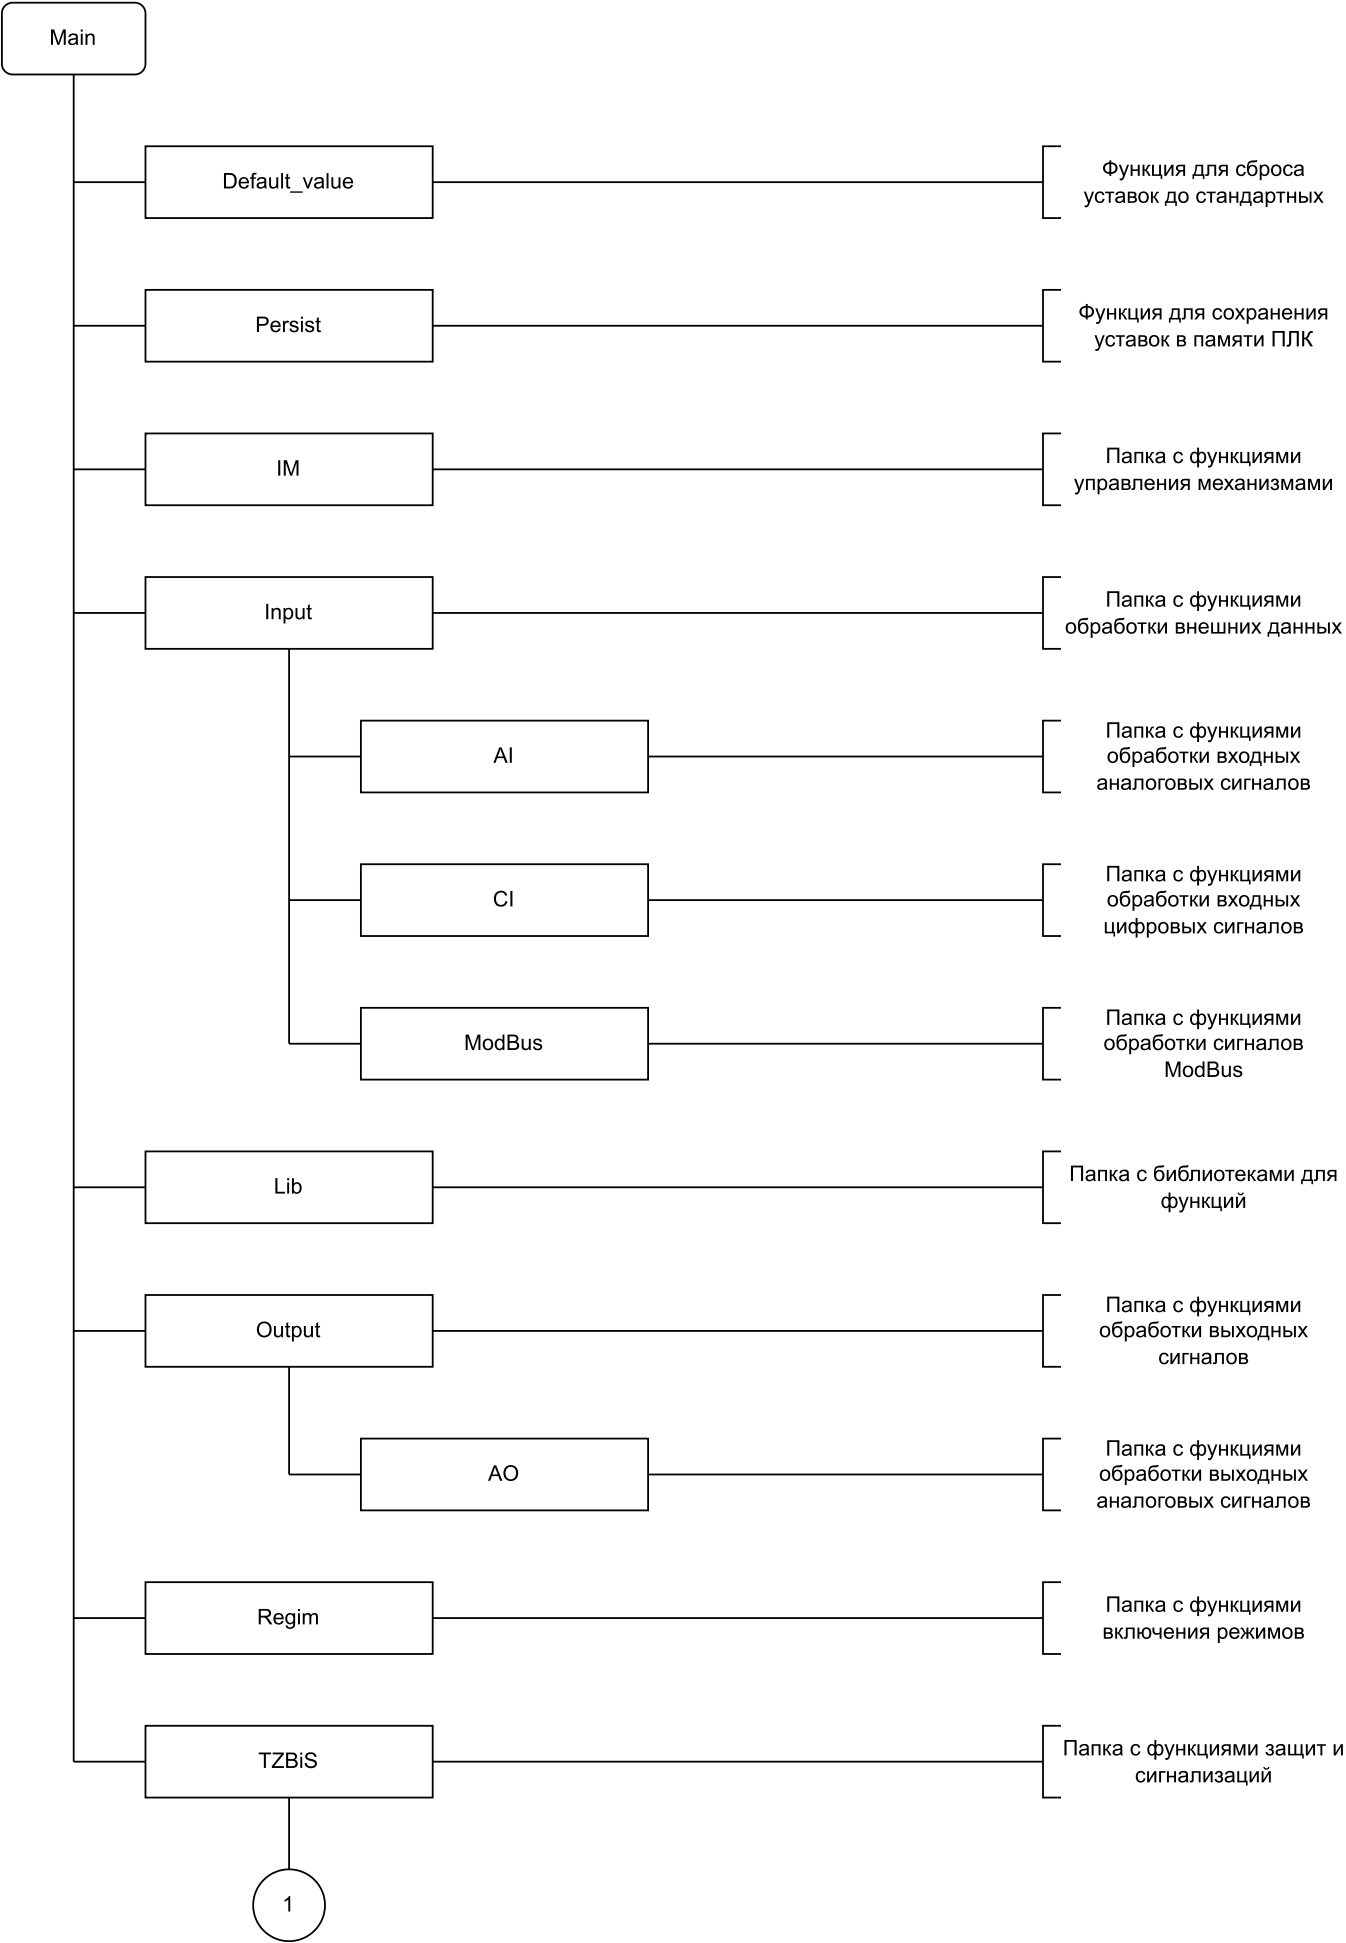 Main
Default_value
Функция для сброса
уставок до стандартных
Persist
Функция для сохранения
уставок в памяти ПЛК
IM
Папка с функциями
управления механизмами
Input
Папка с функциями
обработки внешних данных
AI
Папка с функциями
обработки входных
аналоговых сигналов
CI
Папка с функциями
обработки входных
цифровых сигналов
ModBus
Папка с функциями
обработки сигналов
ModBus
Lib
Папка с библиотеками для
функций
Output
Папка с функциями
обработки выходных
сигналов
AO
Папка с функциями
обработки выходных
аналоговых сигналов
Regim
Папка с функциями
включения режимов
TZBiS
Папка с функциями защит и
сигнализаций
1